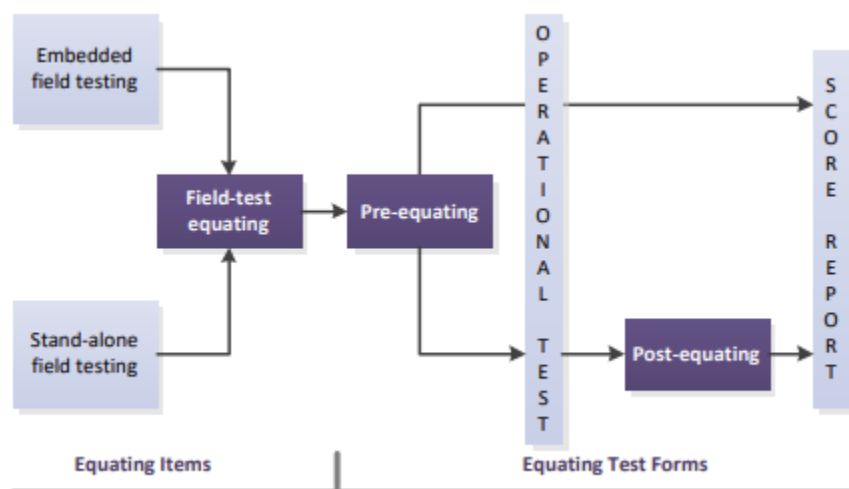 Embedded
field testing
Field-test
equating
Pre-equating
Stand-alone
field testing
OPERATIONAL TEST
Post-equating
SCORE REPORT
Equating Items
Equating Test Forms